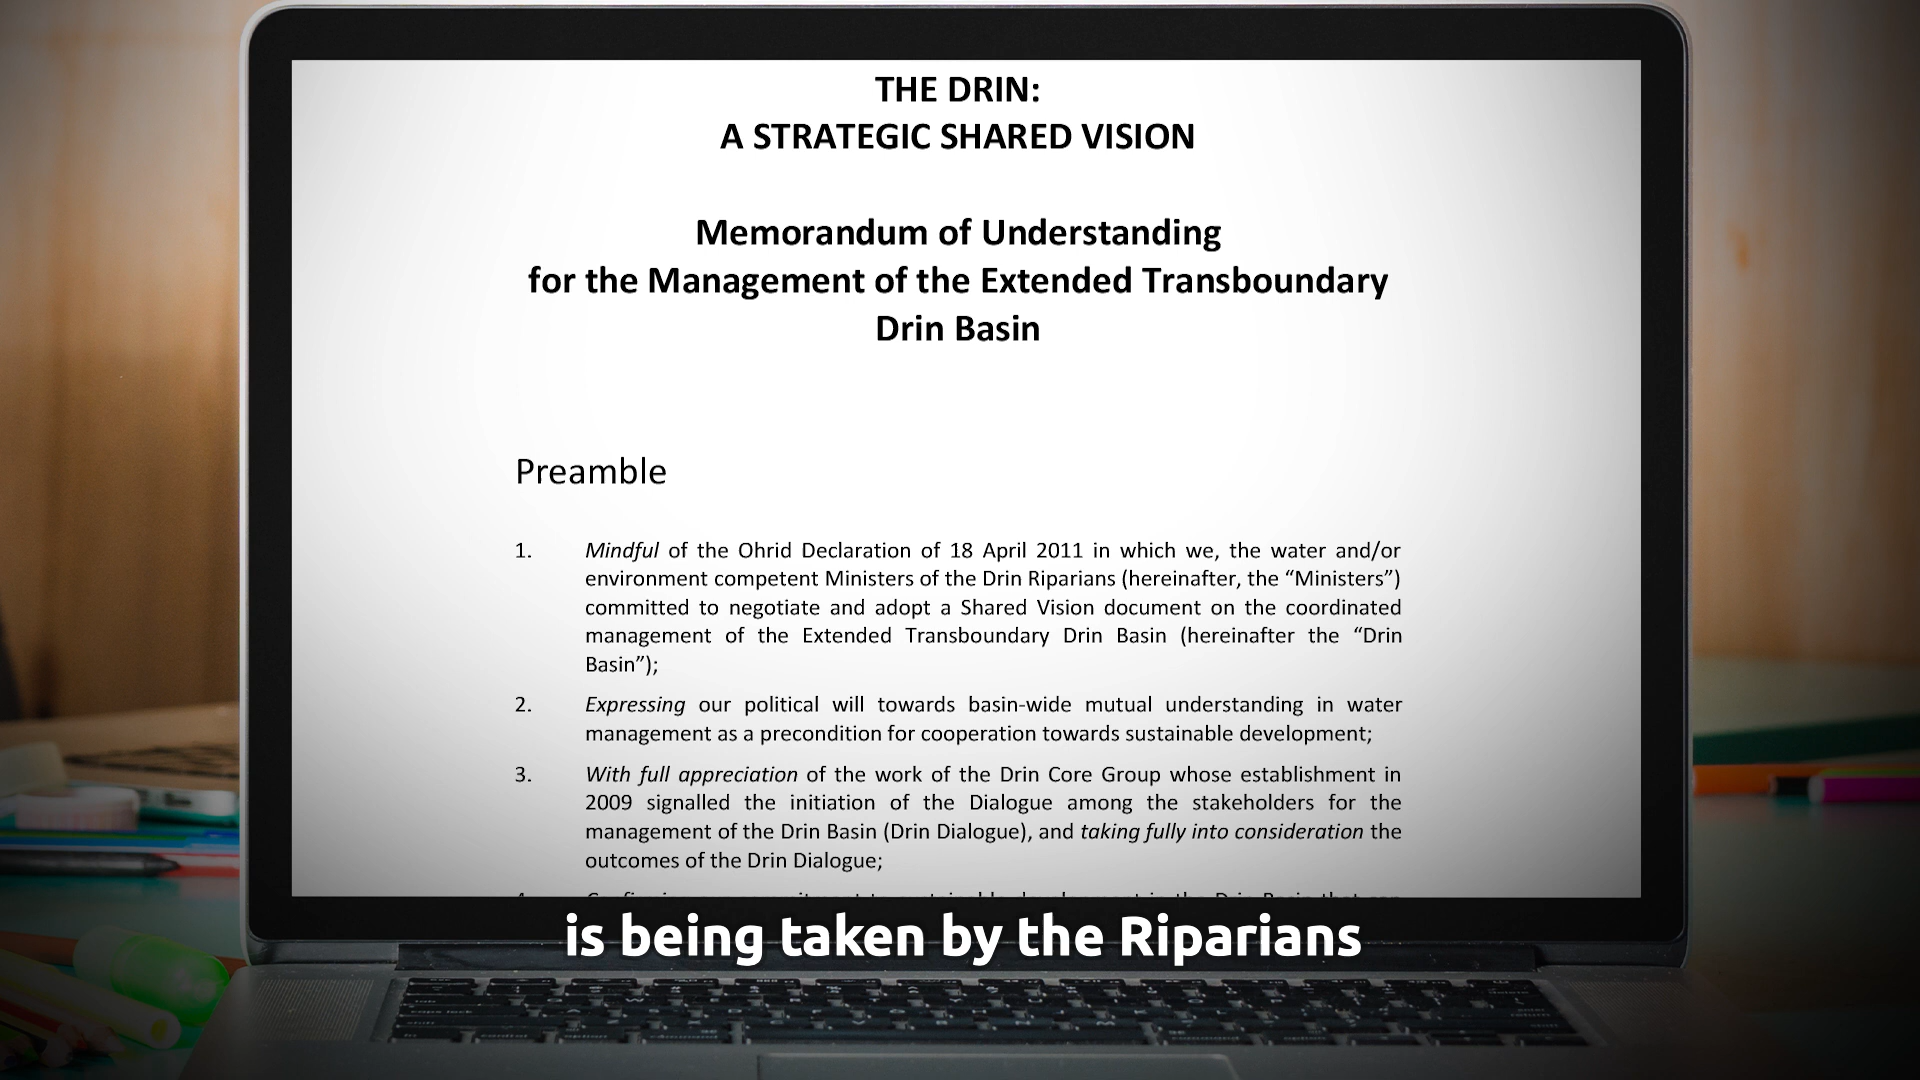 THE DRIN:
A STRATEGIC SHARED VISION
Memorandum of Understanding
for the Management of the Extended Transboundary
Drin Basin
Preamble
1. Mindful of the Ohrid Declaration of 18 April 2011 in which we, the water and/or
environment competent Ministers of the Drin Riparians (hereinafter, the “Ministers”)
committed to negotiate and adopt a Shared Vision document on the coordinated
management of the Extended Transboundary Drin Basin (hereinafter the “Drin
Basin”);
2. Expressing our political will towards basin-wide mutual understanding in water
management as a precondition for cooperation towards sustainable development;
3. With full appreciation of the work of the Drin Core Group whose establishment in
2009 signalled the initiation of the Dialogue among the stakeholders for the
management of the Drin Basin (Drin Dialogue), and taking fully into consideration the
outcomes of the Drin Dialogue;
is being taken by the Riparians